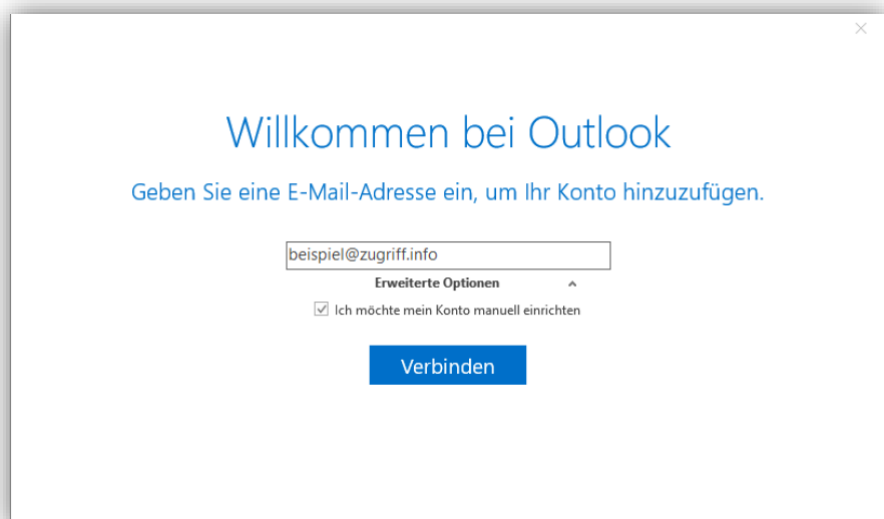 Willkommen bei Outlook
Geben Sie eine E-Mail-Adresse ein, um Ihr Konto hinzuzufügen.
beispiel@zugriff.info
Erweiterte Optionen
Ich möchte mein Konto manuell einrichten
Verbinden